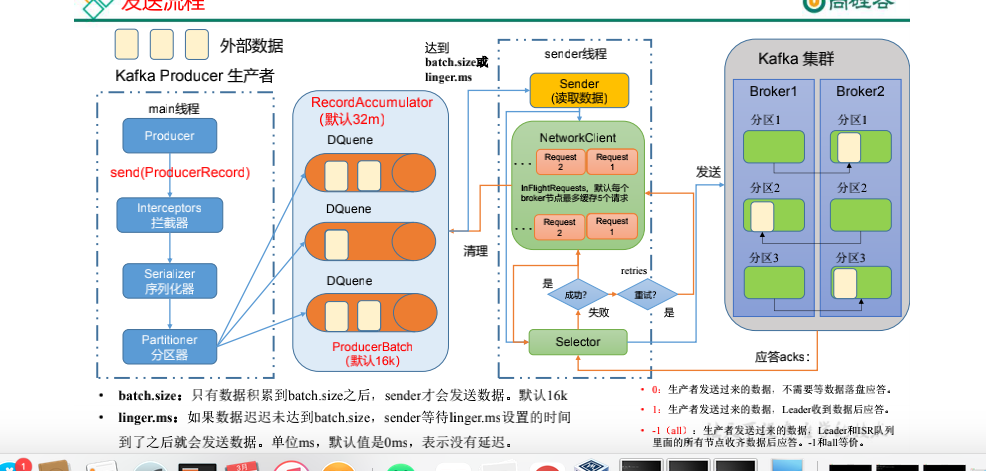 发送流程
尚硅谷
外部数据
Kafka Producer 生产者
main线程
Producer
send(ProducerRecord)
Interceptors
拦截器
Serializer
序列化器
Partitioner
分区器
RecordAccumulator
(默认32m)
DQuene
DQuene
DQuene
ProducerBatch
(默认16k)
达到
batch.size或
linger.ms
清理
sender线程
Sender
(读取数据)
NetworkClient
... Request 2 Request 1
InFlightRequests，默认每个
broker节点最多缓存5个请求
... Request 2 Request 1
是
成功?
失败
retries
重试?
是
Selector
发送
Kafka 集群
Broker1
分区1
分区2
分区3
Broker2
分区1
分区2
分区3
应答acks:
• batch.size：只有数据积累到batch.size之后，sender才会发送数据。默认16k
• linger.ms：如果数据迟迟未达到batch.size，sender等待linger.ms设置的时间
到了之后就会发送数据。单位ms，默认值是0ms，表示没有延迟。
• 0：生产者发送过来的数据，不需要等数据落盘应答。
• 1：生产者发送过来的数据，Leader收到数据后应答。
• -1（all）：生产者发送过来的数据，Leader和ISR队列
里面的所有节点收齐数据后应答。-1和all等价。
1
3月